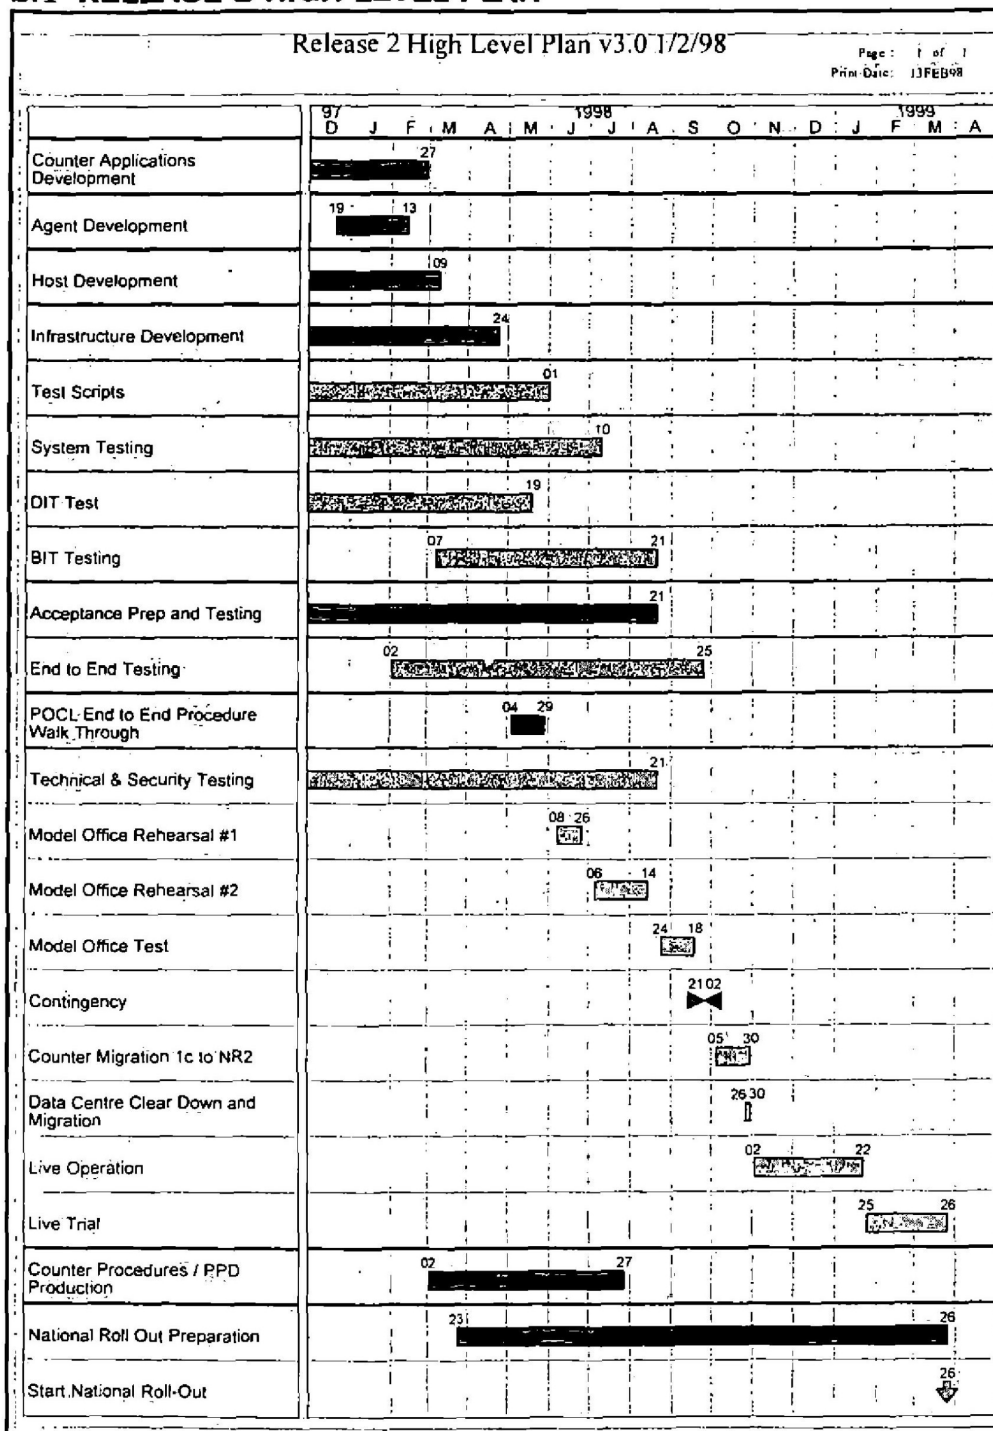 Release 2 High Level Plan v3.0 1/2/98
Page : 1 of 1
Print Date: 13FEB98
97 1998 1999
D J F M A M J J A S O N D J F M A
Counter Applications
Development
27
Agent Development
19 13
Host Development
09
Infrastructure Development
24
Test Scripts
01
System Testing
10
DIT Test
19
BIT Testing
07 21
Acceptance Prep and Testing
21
End to End Testing
02 25
POCL End to End Procedure
Walk Through
04 29
Technical & Security Testing
21
Model Office Rehearsal #1
08 26
Model Office Rehearsal #2
06 14
Model Office Test
24 18
Contingency
21 02
Counter Migration 1c to NR2
05 30
Data Centre Clear Down and
Migration
26 30
Live Operation
02 22
Live Trial
25 26
Counter Procedures / PPD
Production
02 27
National Roll Out Preparation
23 26
Start National Roll-Out
26